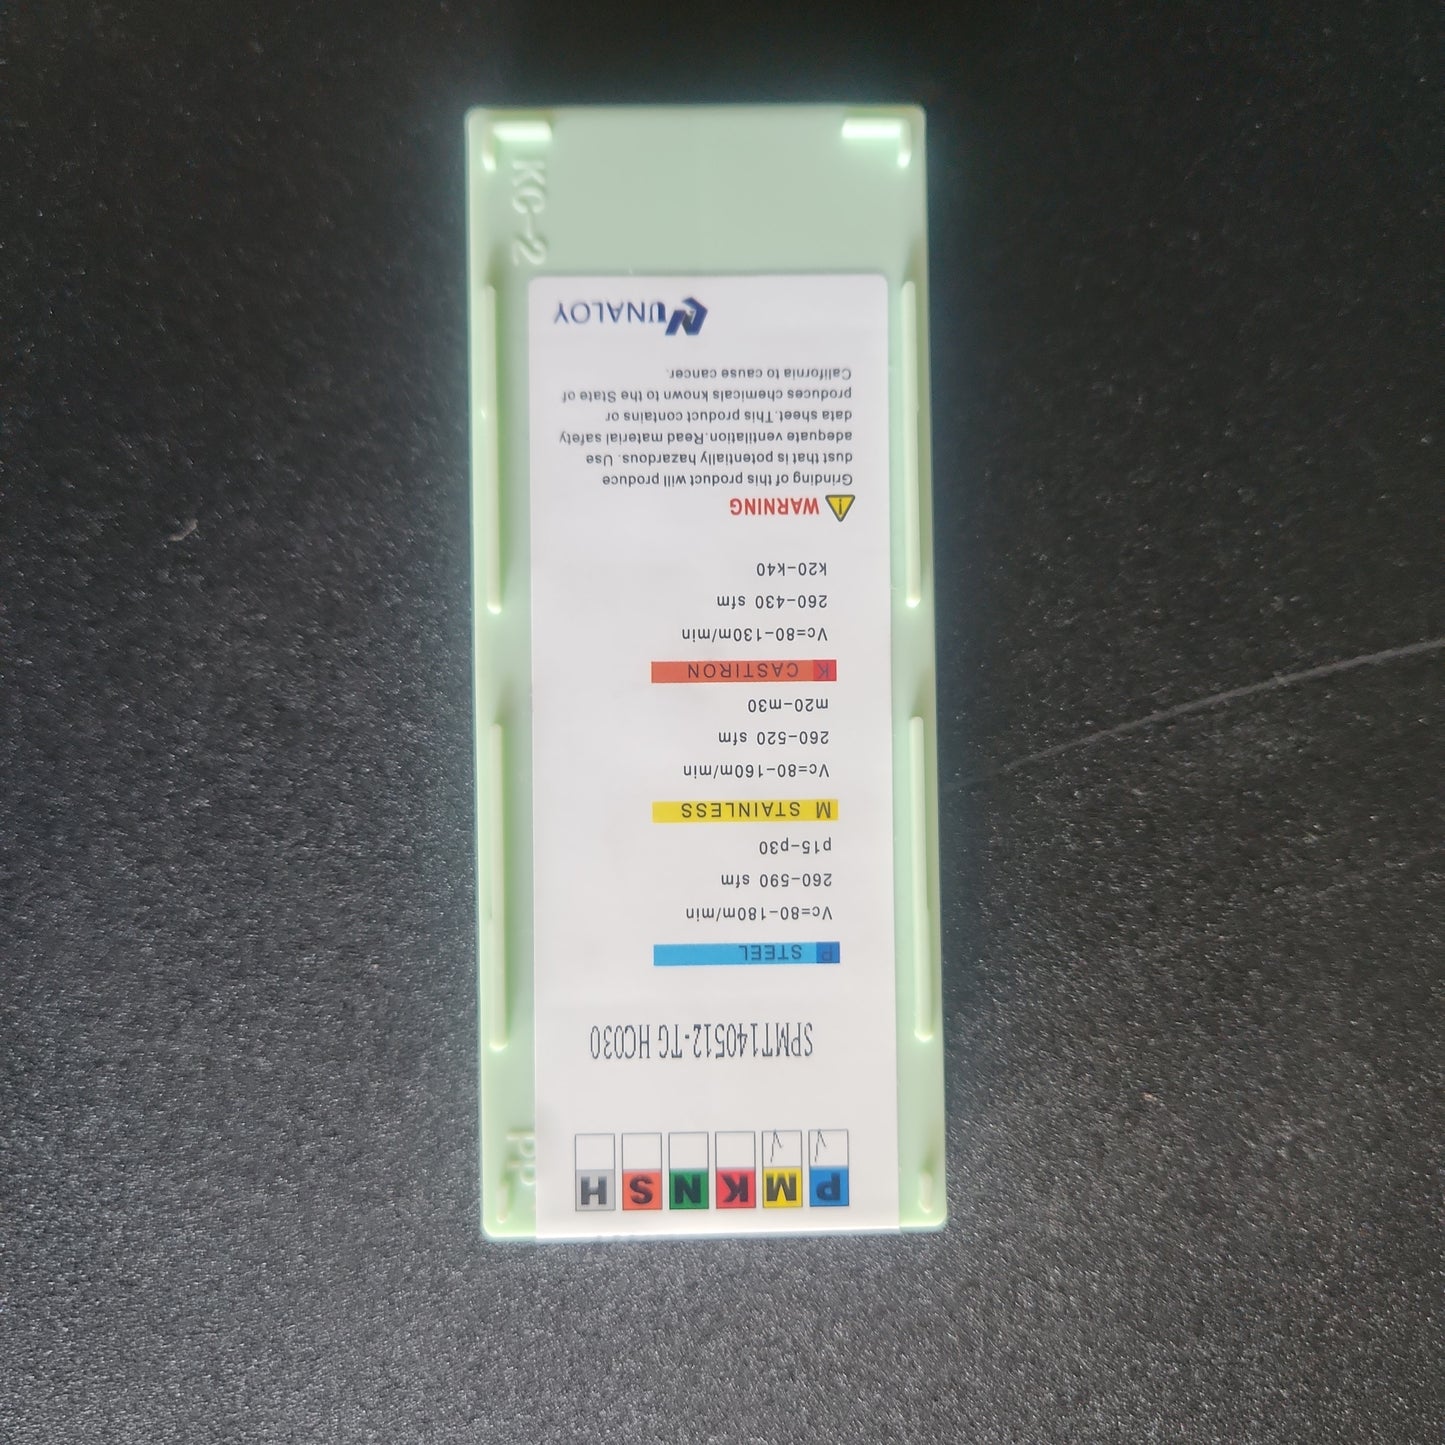 P M K N S H
SPMT140512-TG HC030
P STEEL
Vc=80-180m/min
260-590 sfm
p15-p30
M STAINLESS
Vc=80-160m/min
260-520 sfm
m20-m30
K CASTIRON
Vc=80-130m/min
260-430 sfm
k20-k40
WARNING
Grinding of this product will produce
dust that is potentially hazardous. Use
adequate ventilation.Read material safety
data sheet.This product contains or
produces chemicals known to the State of
California to cause cancer.
NUNALOY
KC-2
PP